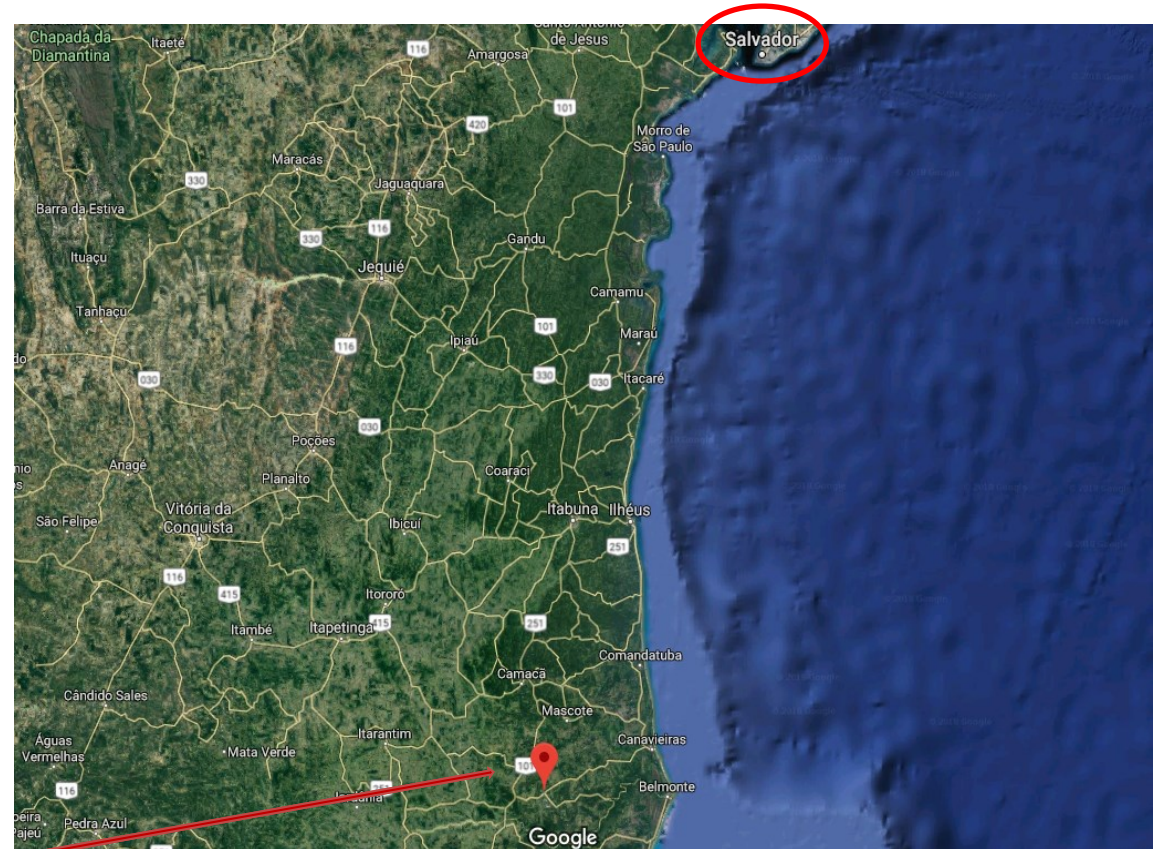 Chapada da
Diamantina
Itaeté
116
Amargosa
Santo Antônio
de Jesus
Salvador
101
420
Morro de
São Paulo
Maracás
330
Jaguaquara
Barra da Estiva
116
330
Gandu
Ituaçu
Jequié
Camamu
Tanhaçu
101
Maraú
116
Ipiaú
330
030
030
Itacaré
030
Poções
Anagé
Coaraci
Planalto
Vitória da
Conquista
Itabuna
Ilhéus
São Felipe
Ibicuí
251
116
415
Itororó
Itambé
Itapetinga
415
251
Comandatuba
Camacã
Cândido Sales
Mascote
Águas
Vermelhas
Mata Verde
Itarantim
Canavieiras
101
116
Belmonte
Pedra Azul
Google